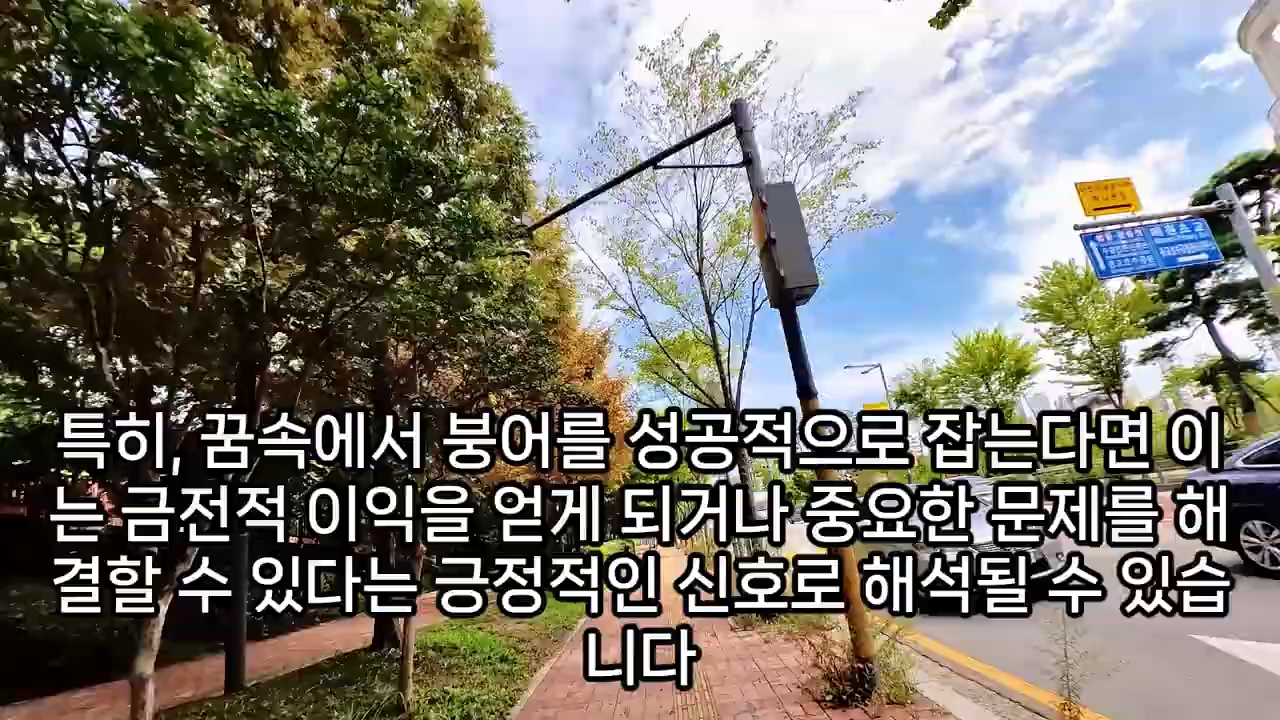 특히, 꿈속에서 붕어를 성공적으로 잡는다면 이
는 금전적 이익을 얻게 되거나 중요한 문제를 해
결할 수 있다는 긍정적인 신호로 해석될 수 있습
니다